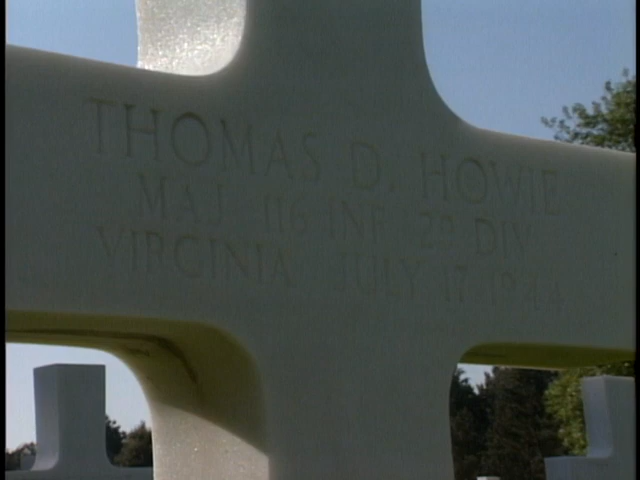 THOMAS D. HOWIE
MAJ 116 INF 29 DIV
VIRGINIA JULY 17 1944